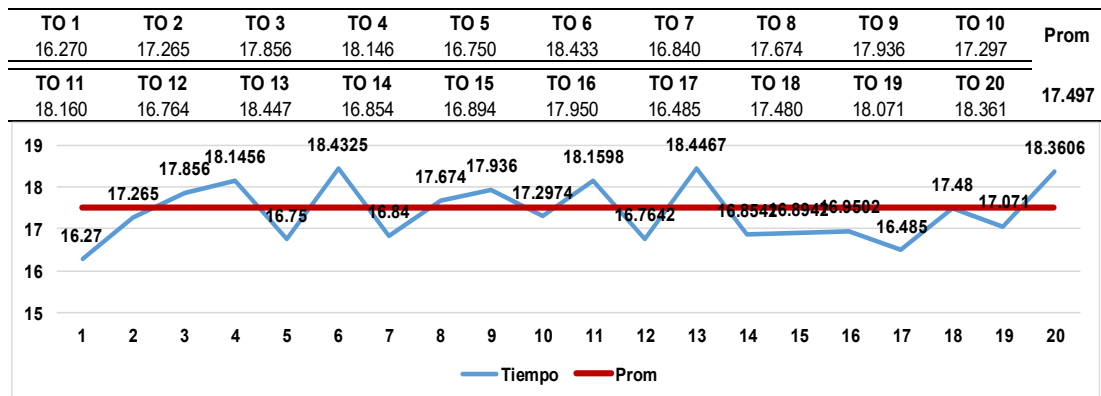 TO 1 TO 2 TO 3 TO 4 TO 5 TO 6 TO 7 TO 8 TO 9 TO 10 Prom
16.270 17.265 17.856 18.146 16.750 18.433 16.840 17.674 17.936 17.297
TO 11 TO 12 TO 13 TO 14 TO 15 TO 16 TO 17 TO 18 TO 19 TO 20 17.497
18.160 16.764 18.447 16.854 16.894 17.950 16.485 17.480 18.071 18.361
19
18
17
16
15
16.27 17.265 17.856 18.1456 16.75 18.4325 16.84 17.674 17.936 17.2974 18.1598 16.7642 18.4467 16.8542 16.8942 16.9502 16.485 17.48 17.071 18.3606
1 2 3 4 5 6 7 8 9 10 11 12 13 14 15 16 17 18 19 20
Tiempo Prom